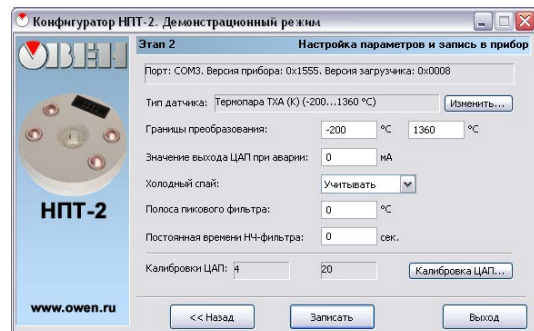 Конфигуратор НПТ-2. Демонстрационный режим
ОВЕН
Этап 2 Настройка параметров и запись в прибор
Порт: COM3. Версия прибора: 0x1555. Версия загрузчика: 0x0008
Тип датчика: Термопара ТХА (K) (-200...1360 °C) Изменить...
Границы преобразования: -200 °C 1360 °C
Значение выхода ЦАП при аварии: 0 мА
Холодный спай: Учитывать
Полоса пикового фильтра: 0 °C
Постоянная времени НЧ-фильтра: 0 сек.
Калибровки ЦАП: 4 20 Калибровка ЦАП...
НПТ-2
www.owen.ru
<< Назад Записать Выход